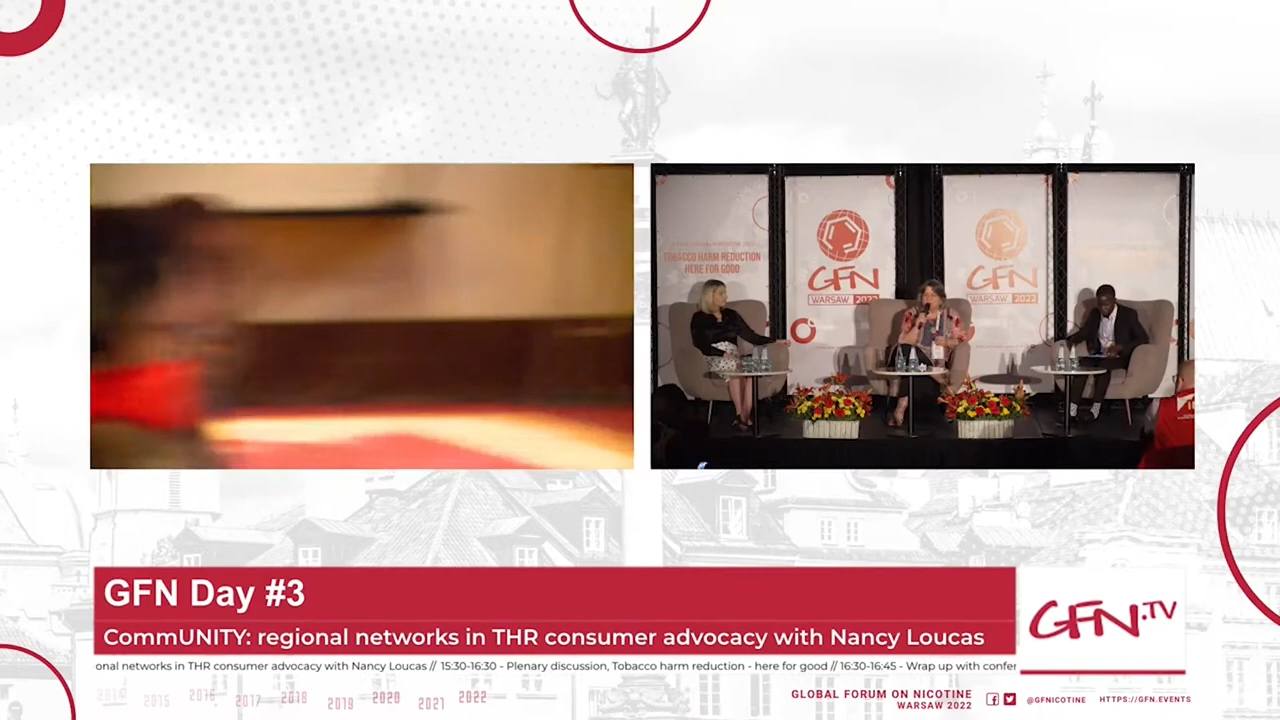 TOBACCO HARM REDUCTION
HERE FOR GOOD
GFN
WARSAW 2022
GFN
WARSAW 2022
GFN Day #3
CommUNITY: regional networks in THR consumer advocacy with Nancy Loucas
onal networks in THR consumer advocacy with Nancy Loucas // 15:30-16:30 - Plenary discussion, Tobacco harm reduction - here for good // 16:30-16:45 - Wrap up with confer
GFN.TV
2014 2015 2016 2017 2018 2019 2020 2021 2022
GLOBAL FORUM ON NICOTINE
WARSAW 2022
@GFNICOTINE
HTTPS://GFN.EVENTS